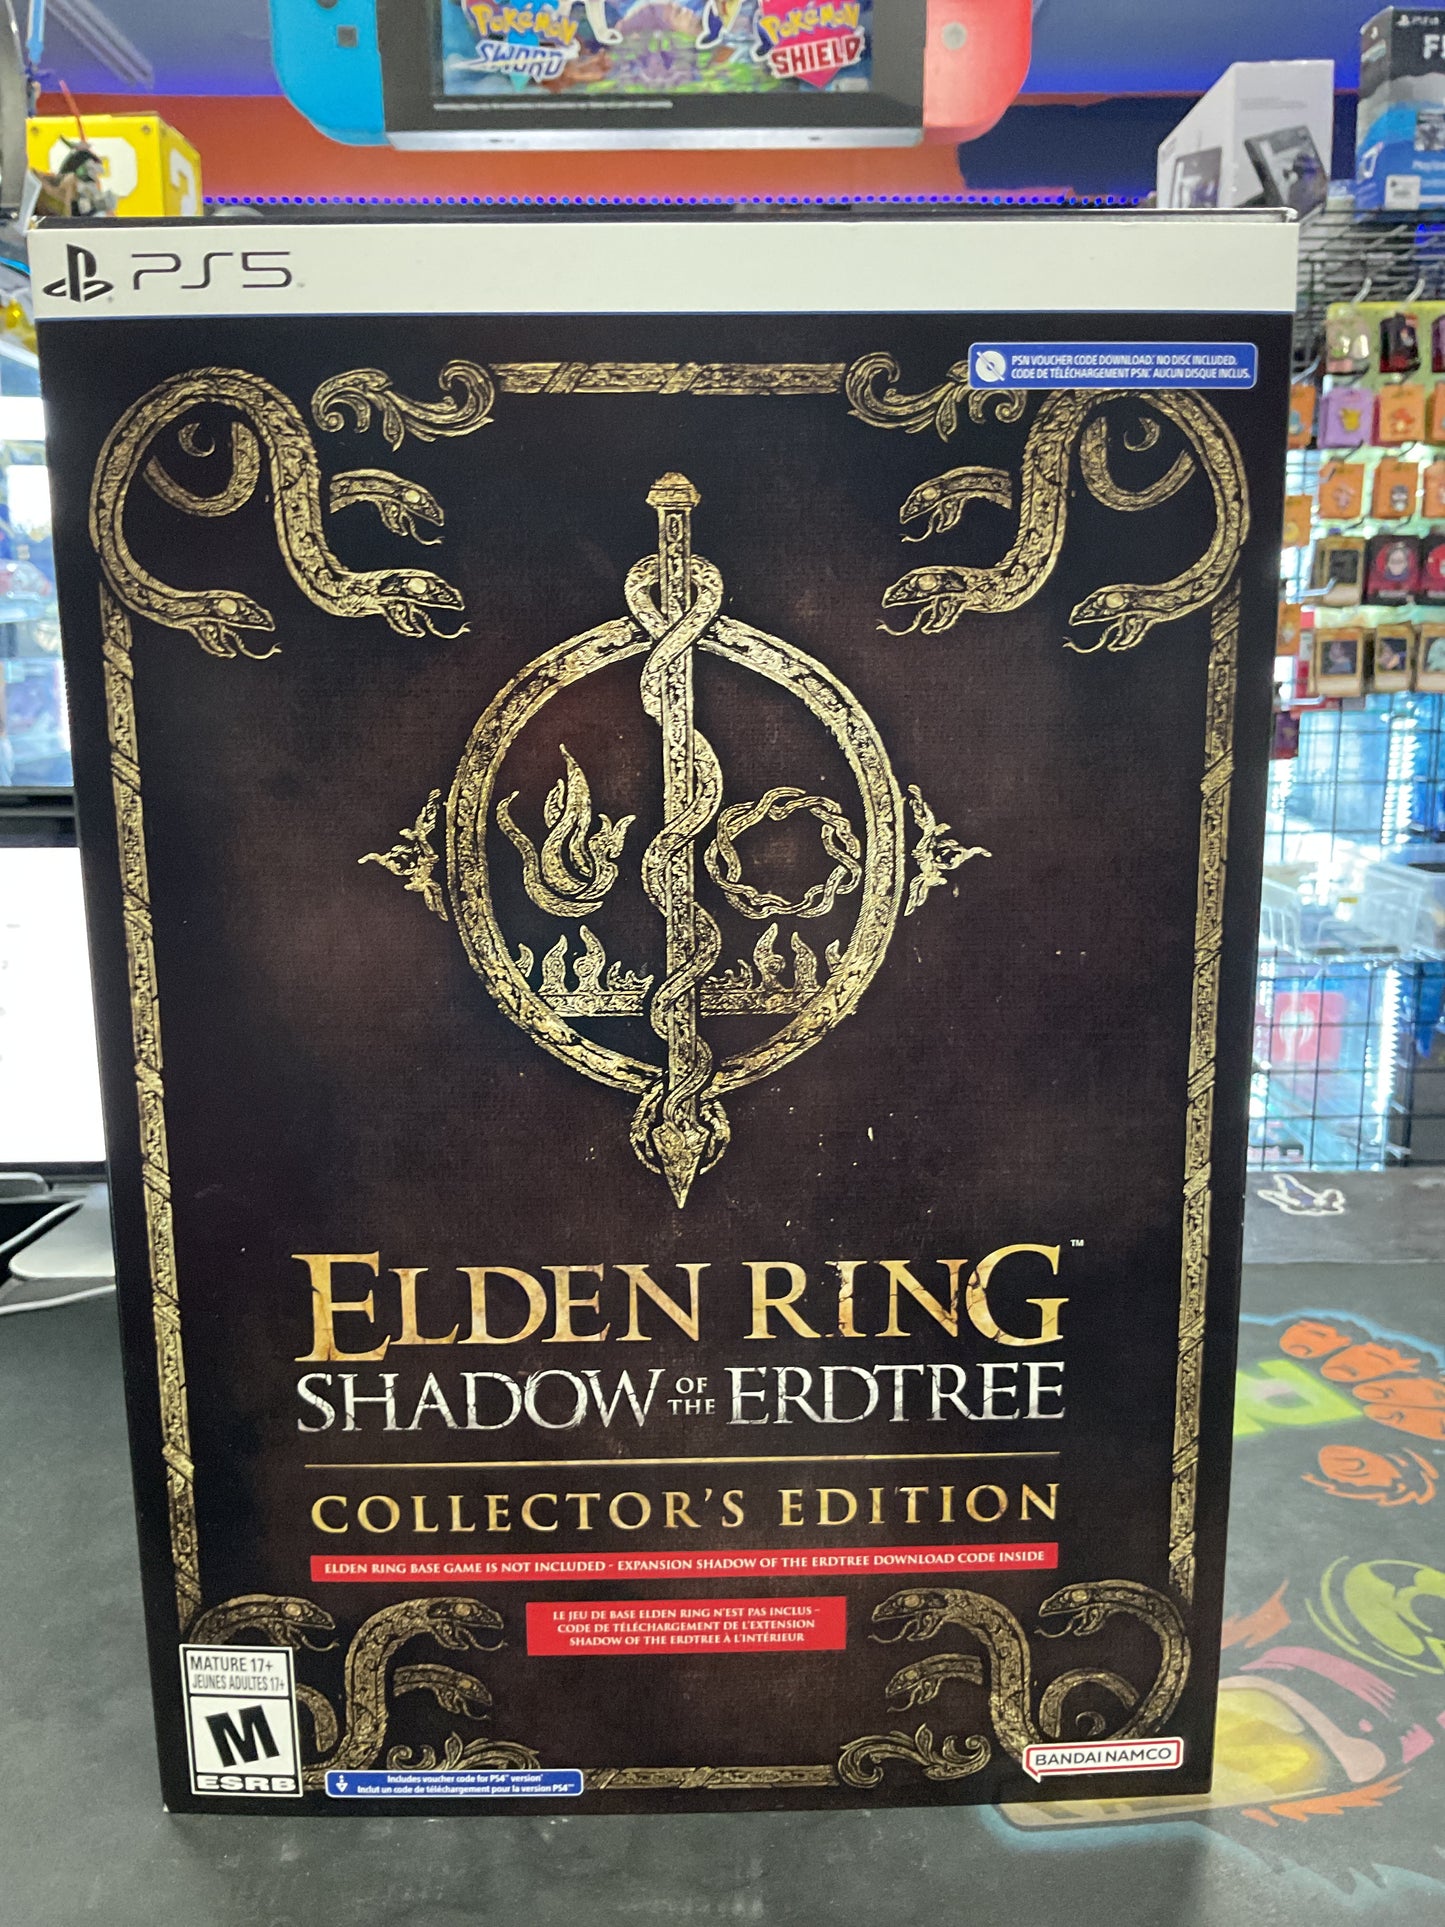 Pokémon
SWORD
Pokémon
SHIELD
PS4
PS5
PSN VOUCHER CODE DOWNLOAD.* NO DISC INCLUDED.
CODE DE TÉLÉCHARGEMENT PSN.* AUCUN DISQUE INCLUS.
ELDEN RING™
SHADOW OF THE ERDTREE
COLLECTOR'S EDITION
ELDEN RING BASE GAME IS NOT INCLUDED - EXPANSION SHADOW OF THE ERDTREE DOWNLOAD CODE INSIDE
LE JEU DE BASE ELDEN RING N'EST PAS INCLUS -
CODE DE TÉLÉCHARGEMENT DE L'EXTENSION
SHADOW OF THE ERDTREE À L'INTÉRIEUR
MATURE 17+
JEUNES ADULTES 17+
M
ESRB
Includes voucher code for PS4™ version*
Inclut un code de téléchargement pour la version PS4™*
BANDAI NAMCO